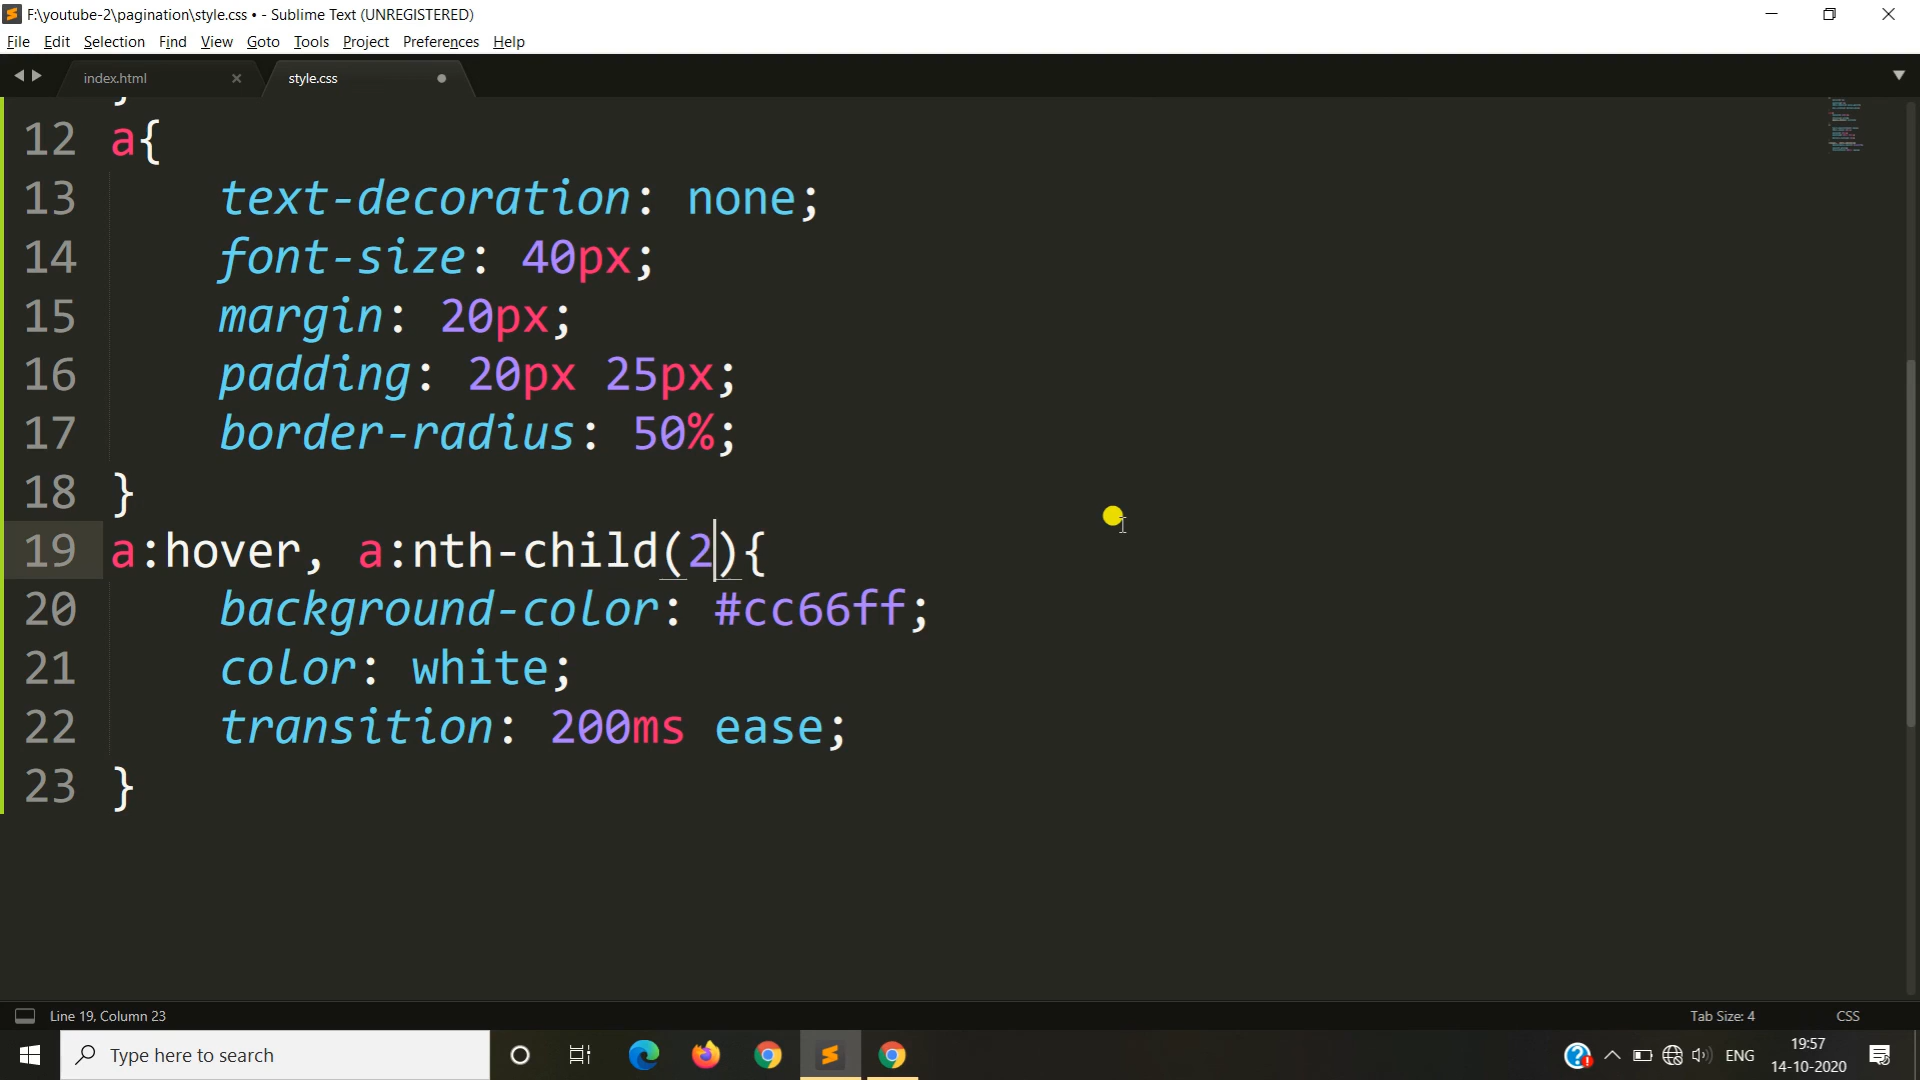 F:\youtube-2\pagination\style.css • - Sublime Text (UNREGISTERED)
File Edit Selection Find View Goto Tools Project Preferences Help
index.html style.css
12 a{
13 text-decoration: none;
14 font-size: 40px;
15 margin: 20px;
16 padding: 20px 25px;
17 border-radius: 50%;
18 }
19 a:hover, a:nth-child(2){
20 background-color: #cc66ff;
21 color: white;
22 transition: 200ms ease;
23 }
Line 19, Column 23 Tab Size: 4 CSS
Type here to search ENG 19:57
14-10-2020